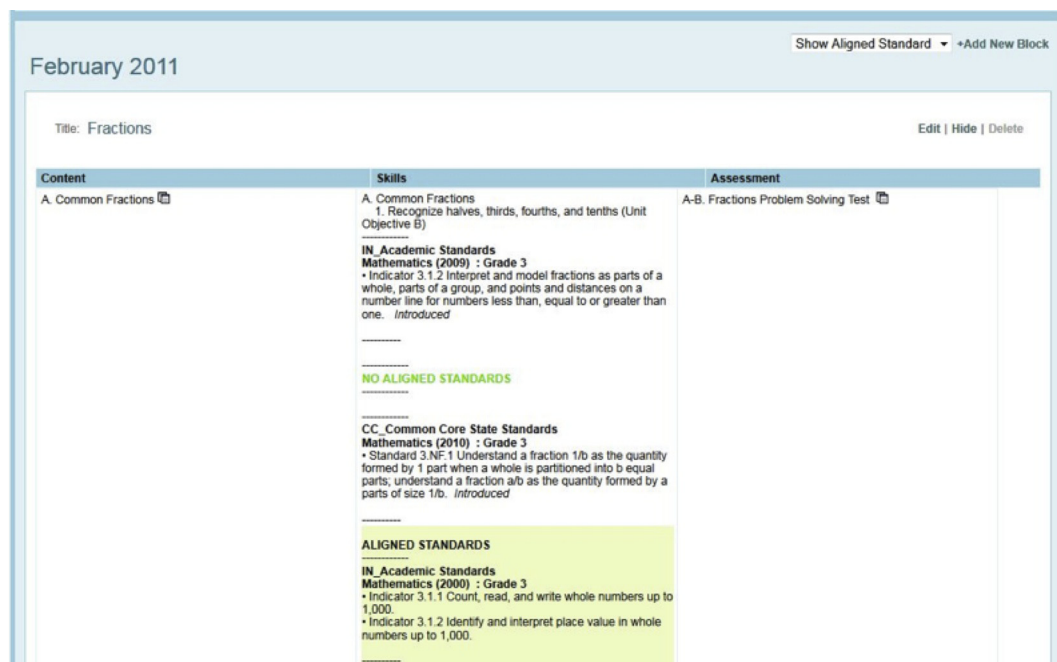 Show Aligned Standard +Add New Block
February 2011
Title: Fractions
Edit | Hide | Delete
Content Skills Assessment
A. Common Fractions
A. Common Fractions
1. Recognize halves, thirds, fourths, and tenths (Unit
Objective B)
------------
IN_Academic Standards
Mathematics (2009) : Grade 3
• Indicator 3.1.2 Interpret and model fractions as parts of a
whole, parts of a group, and points and distances on a
number line for numbers less than, equal to or greater than
one. Introduced
----------
------------
NO ALIGNED STANDARDS
------------
------------
CC_Common Core State Standards
Mathematics (2010) : Grade 3
• Standard 3.NF.1 Understand a fraction 1/b as the quantity
formed by 1 part when a whole is partitioned into b equal
parts; understand a fraction a/b as the quantity formed by a
parts of size 1/b. Introduced
----------
ALIGNED STANDARDS
------------
IN_Academic Standards
Mathematics (2000) : Grade 3
• Indicator 3.1.1 Count, read, and write whole numbers up to
1,000.
• Indicator 3.1.2 Identify and interpret place value in whole
numbers up to 1,000.
----------
A-B. Fractions Problem Solving Test